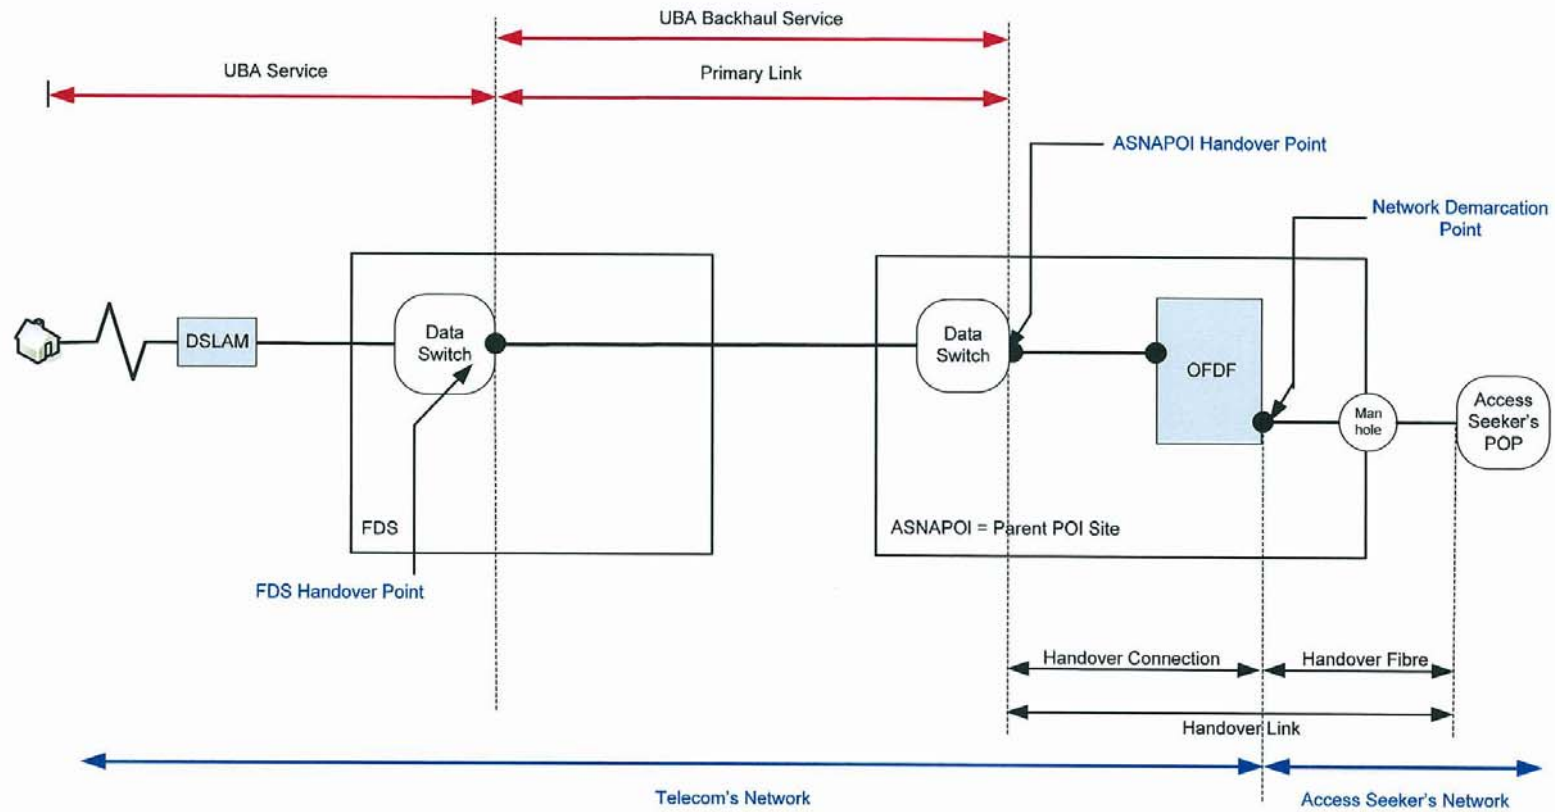 UBA Backhaul Service
UBA Service
Primary Link
ASNAPOI Handover Point
Network Demarcation
Point
DSLAM
Data
Switch
Data
Switch
OFDF
Man
hole
Access
Seeker's
POP
FDS
ASNAPOI = Parent POI Site
FDS Handover Point
Handover Connection
Handover Fibre
Handover Link
Telecom's Network
Access Seeker's Network